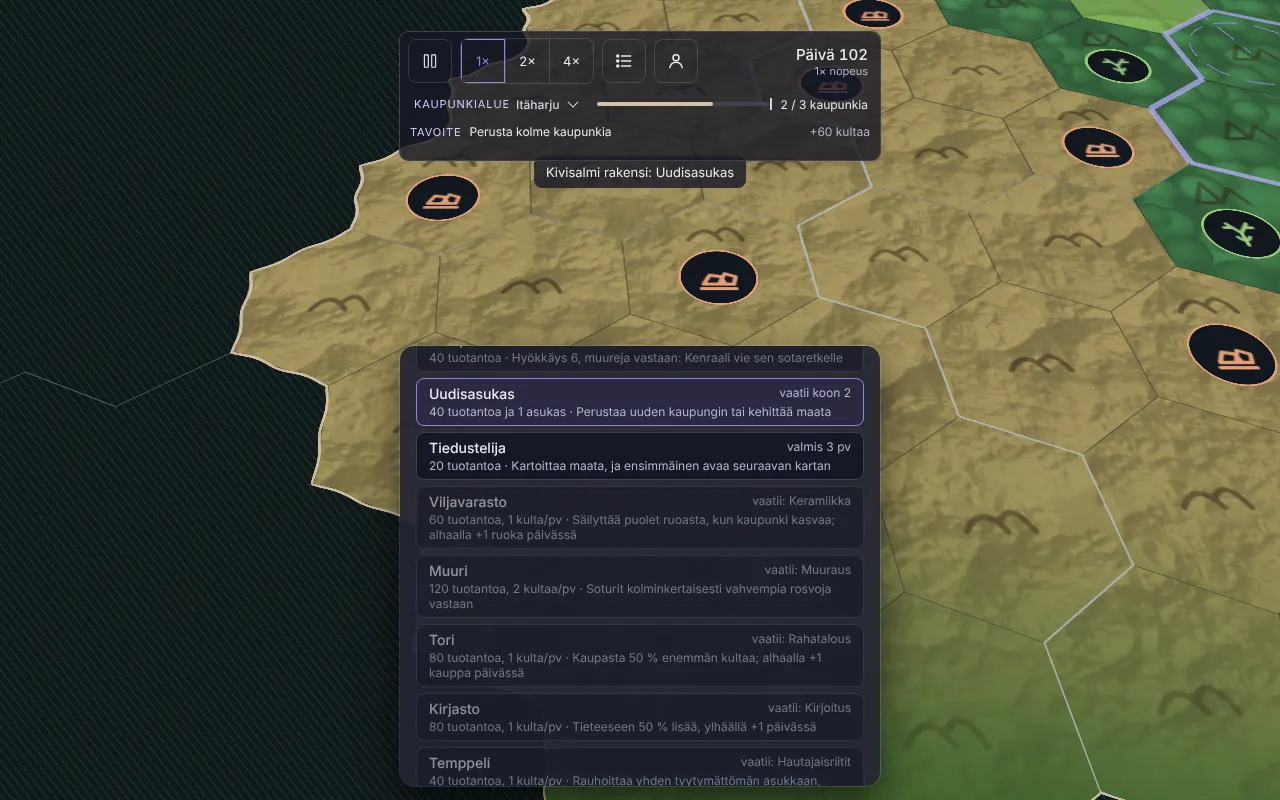 1× 2× 4× Päivä 102
1× nopeus
KAUPUNKIALUE Itäharju 2 / 3 kaupunkia
TAVOITE Perusta kolme kaupunkia +60 kultaa
Kivisalmi rakensi: Uudisasukas
40 tuotantoa · Hyökkäys 6, muureja vastaan: Kenraali vie sen sotaretkelle
Uudisasukas vaatii koon 2
40 tuotantoa ja 1 asukas · Perustaa uuden kaupungin tai kehittää maata
Tiedustelija valmis 3 pv
20 tuotantoa · Kartoittaa maata, ja ensimmäinen avaa seuraavan kartan
Viljavarasto vaatii: Keramiikka
60 tuotantoa, 1 kulta/pv · Säilyttää puolet ruoasta, kun kaupunki kasvaa;
alhaalla +1 ruoka päivässä
Muuri vaatii: Muuraus
120 tuotantoa, 2 kultaa/pv · Soturit kolminkertaisesti vahvempia rosvoja
vastaan
Tori vaatii: Rahatalous
80 tuotantoa, 1 kulta/pv · Kaupasta 50 % enemmän kultaa; alhaalla +1
kauppa päivässä
Kirjasto vaatii: Kirjoitus
80 tuotantoa, 1 kulta/pv · Tieteeseen 50 % lisää, ylhäällä +1 päivässä
Temppeli vaatii: Hautajaisriitit
40 tuotantoa, 1 kulta/pv · Rauhoittaa yhden tyytymättömän asukkaan,